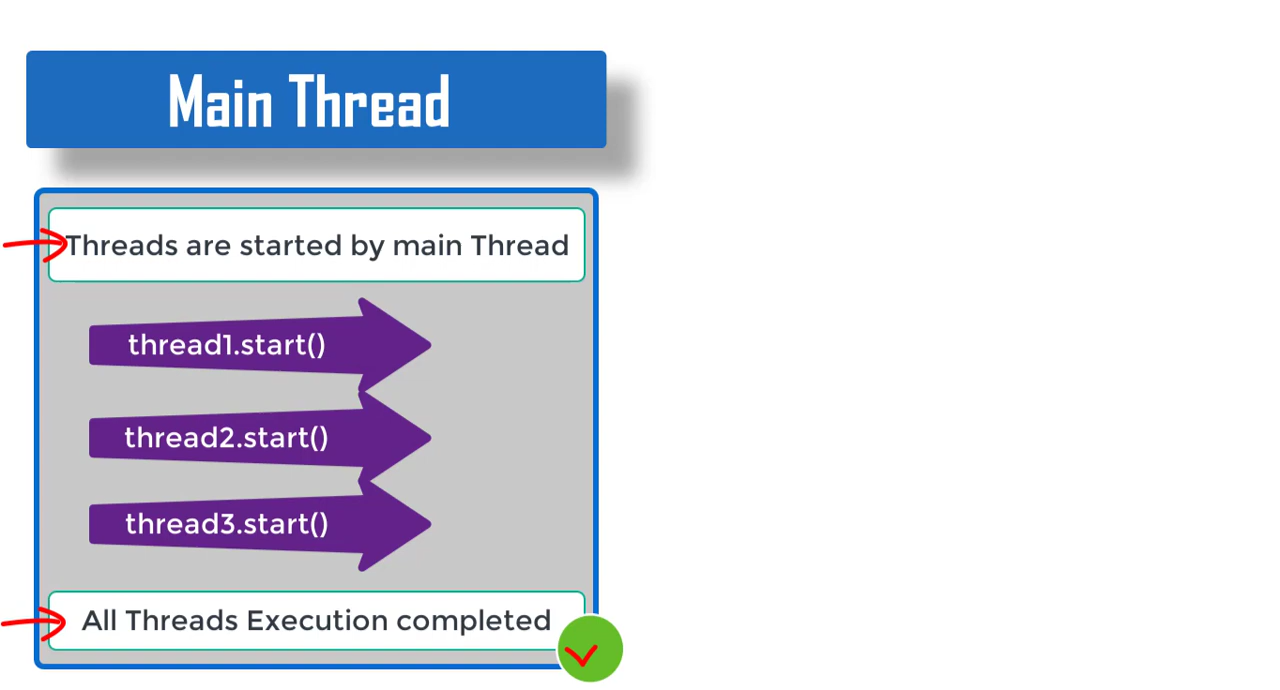 Main Thread
Threads are started by main Thread
thread1.start()
thread2.start()
thread3.start()
All Threads Execution completed